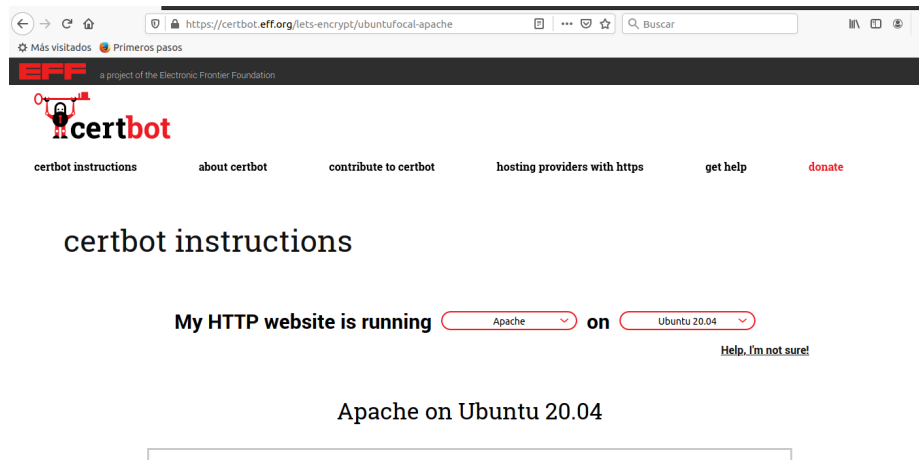 https://certbot.eff.org/lets-encrypt/ubuntufocal-apache
Buscar
Más visitados
Primeros pasos
EFF
a project of the Electronic Frontier Foundation
certbot
certbot instructions
about certbot
contribute to certbot
hosting providers with https
get help
donate
certbot instructions
My HTTP website is running Apache on Ubuntu 20.04
Help, I'm not sure!
Apache on Ubuntu 20.04